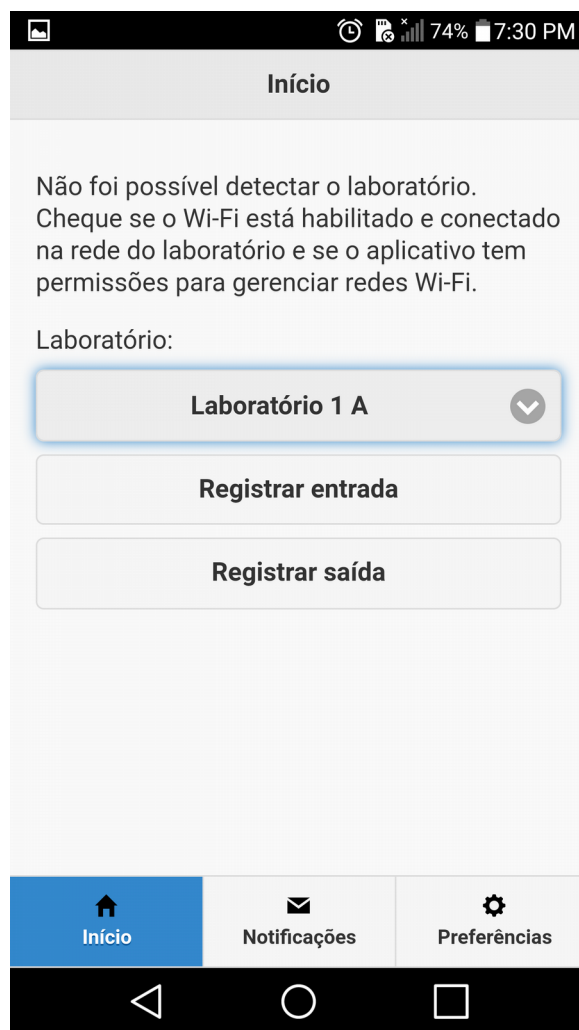 74% 7:30 PM
Início
Não foi possível detectar o laboratório.
Cheque se o Wi-Fi está habilitado e conectado
na rede do laboratório e se o aplicativo tem
permissões para gerenciar redes Wi-Fi.
Laboratório:
Laboratório 1 A
Registrar entrada
Registrar saída
Início
Notificações
Preferências